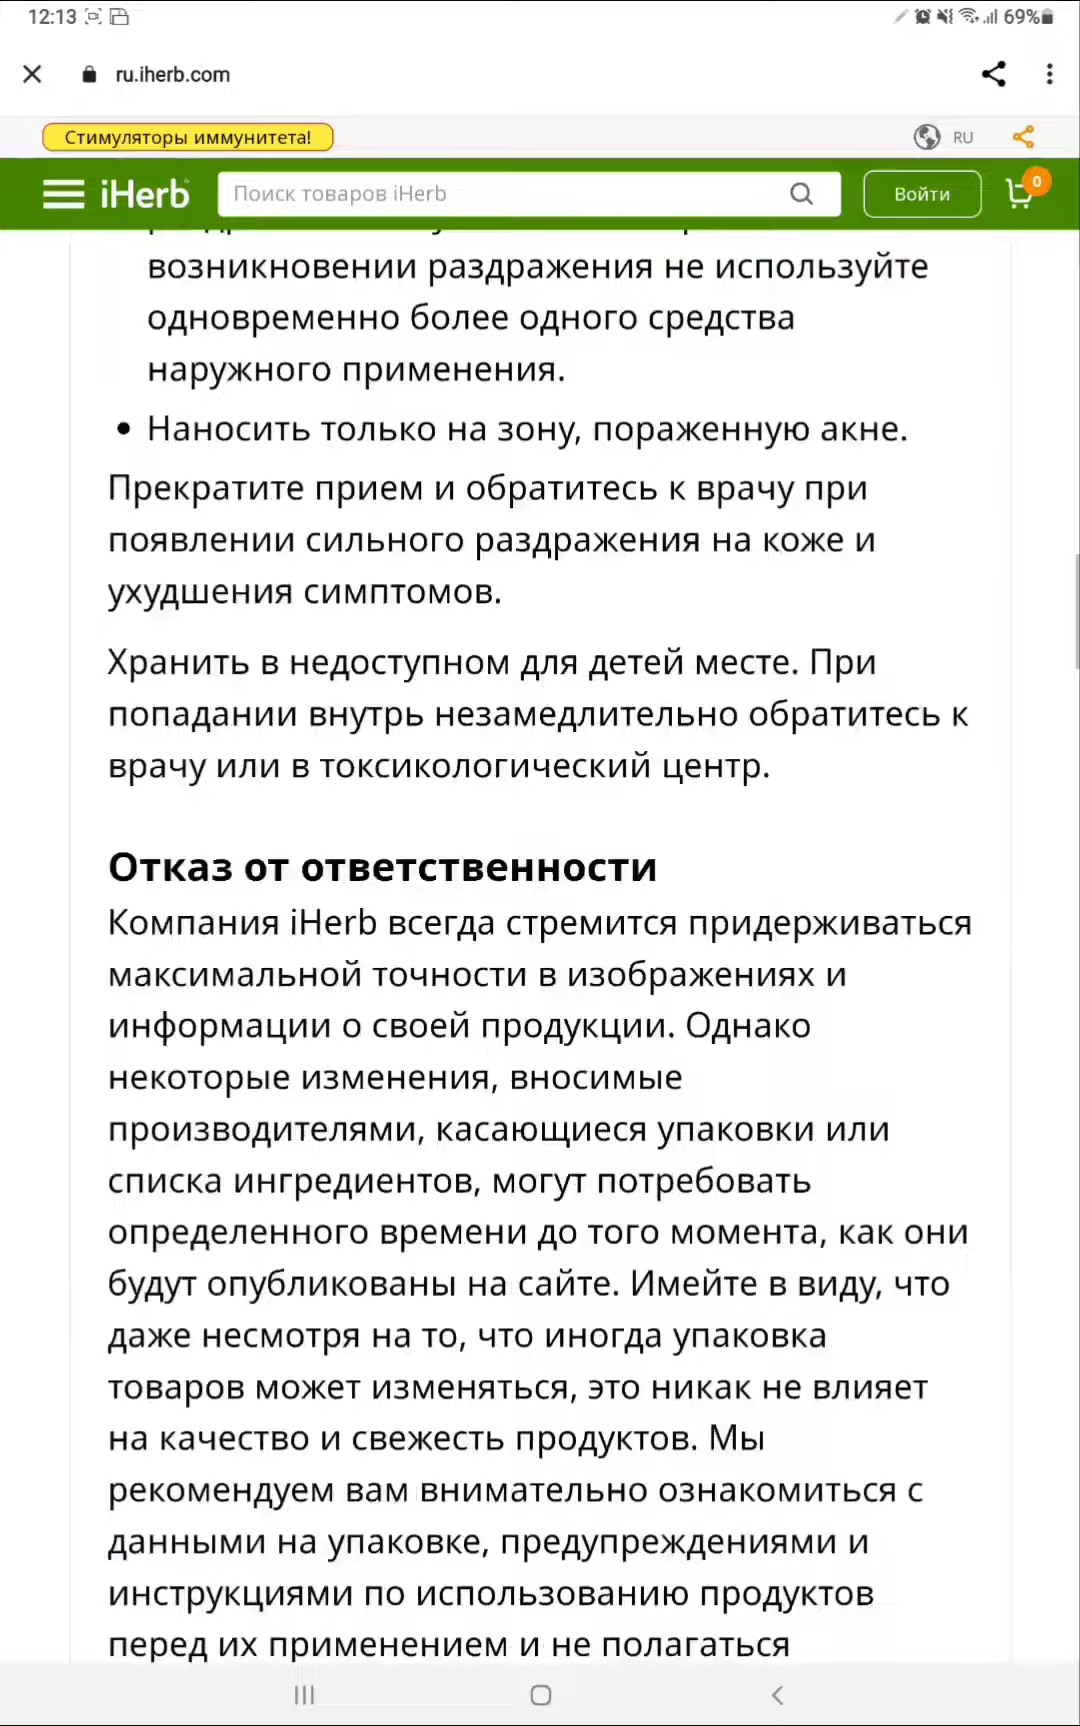 12:13
69%
ru.iherb.com
Стимуляторы иммунитета!
RU
iHerb
Поиск товаров iHerb
Войти
0
возникновении раздражения не используйте
одновременно более одного средства
наружного применения.
• Наносить только на зону, пораженную акне.
Прекратите прием и обратитесь к врачу при
появлении сильного раздражения на коже и
ухудшения симптомов.
Хранить в недоступном для детей месте. При
попадании внутрь незамедлительно обратитесь к
врачу или в токсикологический центр.
Отказ от ответственности
Компания iHerb всегда стремится придерживаться
максимальной точности в изображениях и
информации о своей продукции. Однако
некоторые изменения, вносимые
производителями, касающиеся упаковки или
списка ингредиентов, могут потребовать
определенного времени до того момента, как они
будут опубликованы на сайте. Имейте в виду, что
даже несмотря на то, что иногда упаковка
товаров может изменяться, это никак не влияет
на качество и свежесть продуктов. Мы
рекомендуем вам внимательно ознакомиться с
данными на упаковке, предупреждениями и
инструкциями по использованию продуктов
перед их применением и не полагаться